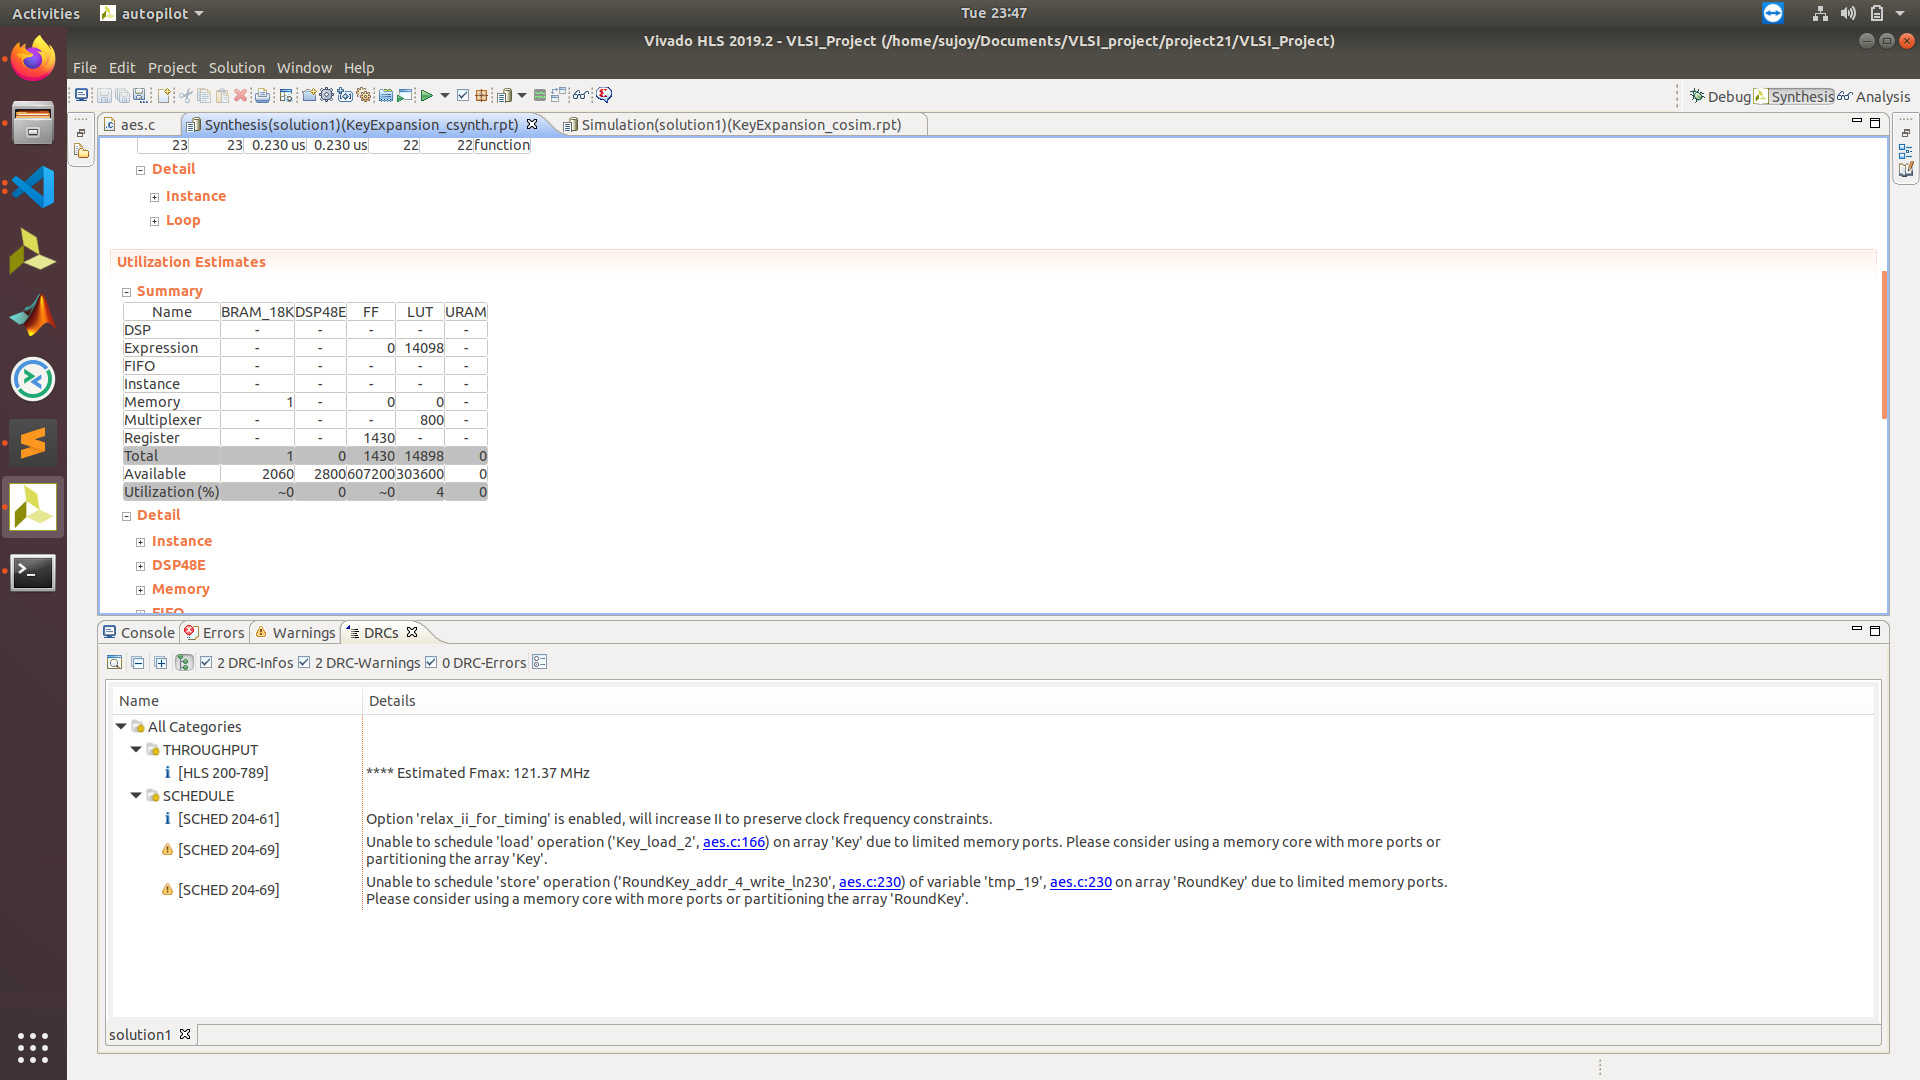 Activities autopilot Tue 23:47
Vivado HLS 2019.2 - VLSI_Project (/home/sujoy/Documents/VLSI_project/project21/VLSI_Project)
File Edit Project Solution Window Help
Debug Synthesis Analysis
aes.c Synthesis(solution1)(KeyExpansion_csynth.rpt) Simulation(solution1)(KeyExpansion_cosim.rpt)
23 23 0.230 us 0.230 us 22 22 function
Detail
Instance
Loop
Utilization Estimates
Summary
Name BRAM_18K DSP48E FF LUT URAM
DSP - - - - -
Expression - - 0 14098 -
FIFO - - - - -
Instance - - - - -
Memory 1 - 0 0 -
Multiplexer - - - 800 -
Register - - 1430 - -
Total 1 0 1430 14898 0
Available 2060 2800 607200 303600 0
Utilization (%) ~0 0 ~0 4 0
Detail
Instance
DSP48E
Memory
FIFO
Console Errors Warnings DRCs
2 DRC-Infos 2 DRC-Warnings 0 DRC-Errors
Name Details
All Categories
THROUGHPUT
[HLS 200-789] **** Estimated Fmax: 121.37 MHz
SCHEDULE
[SCHED 204-61] Option 'relax_ii_for_timing' is enabled, will increase II to preserve clock frequency constraints.
[SCHED 204-69] Unable to schedule 'load' operation ('Key_load_2', aes.c:166) on array 'Key' due to limited memory ports. Please consider using a memory core with more ports or
partitioning the array 'Key'.
[SCHED 204-69] Unable to schedule 'store' operation ('RoundKey_addr_4_write_ln230', aes.c:230) of variable 'tmp_19', aes.c:230 on array 'RoundKey' due to limited memory ports.
Please consider using a memory core with more ports or partitioning the array 'RoundKey'.
solution1